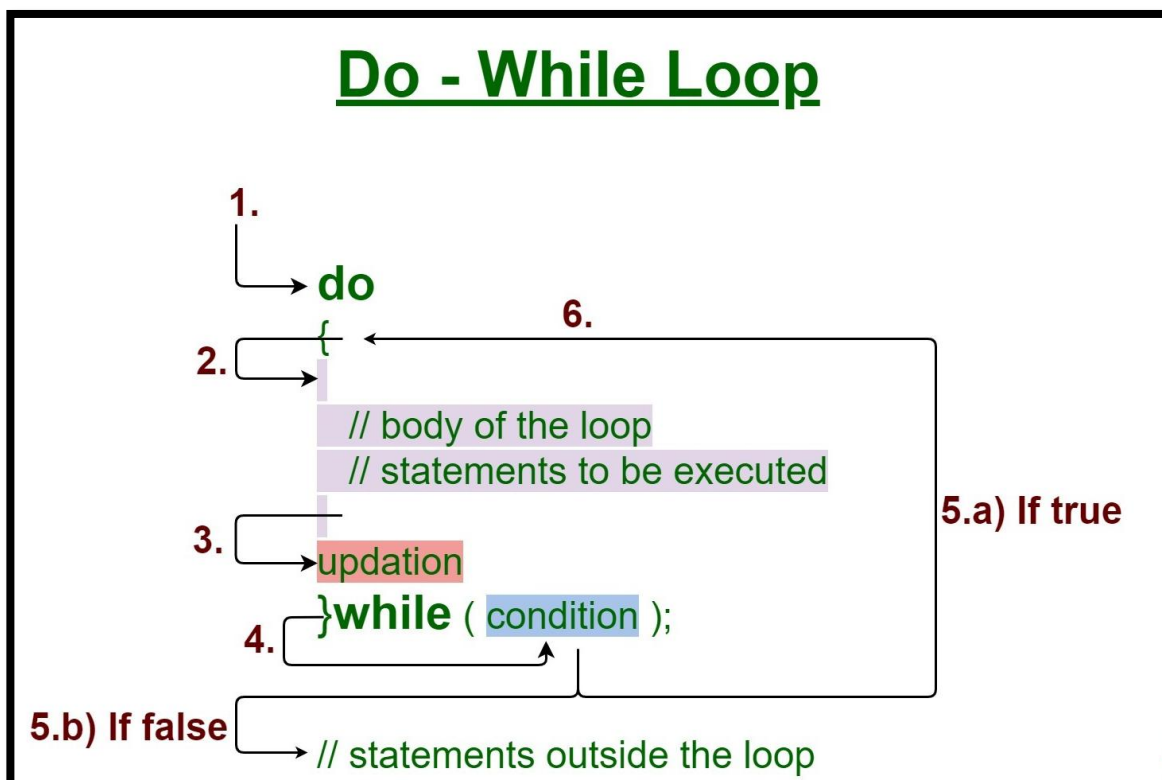 Do - While Loop
1.
do
{
6.
2.
// body of the loop
// statements to be executed
5.a) If true
3.
updation
}while ( condition );
4.
5.b) If false
// statements outside the loop